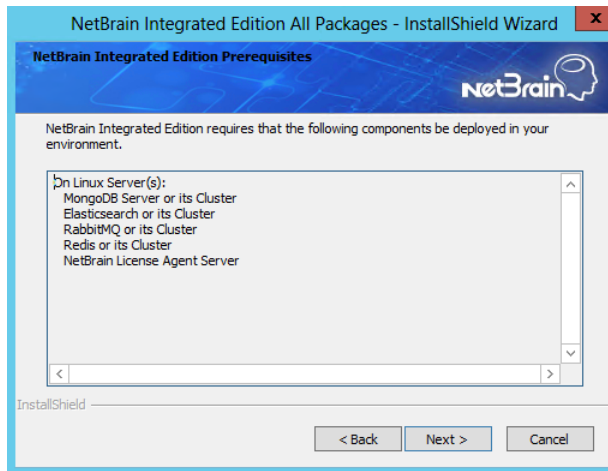 NetBrain Integrated Edition All Packages - InstallShield Wizard
x
NetBrain Integrated Edition Prerequisites
NetBrain
NetBrain Integrated Edition requires that the following components be deployed in your
environment.
On Linux Server(s):
MongoDB Server or its Cluster
Elasticsearch or its Cluster
RabbitMQ or its Cluster
Redis or its Cluster
NetBrain License Agent Server
InstallShield
< Back
Next >
Cancel